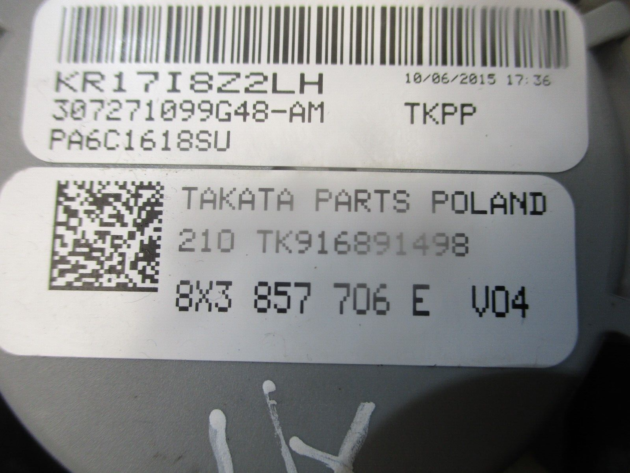 KR17I8Z2LH 10/06/2015 17:36
307271099G48-AM TKPP
PA6C1618SU
TAKATA PARTS POLAND
210 TK916891498
8X3 857 706 E V04